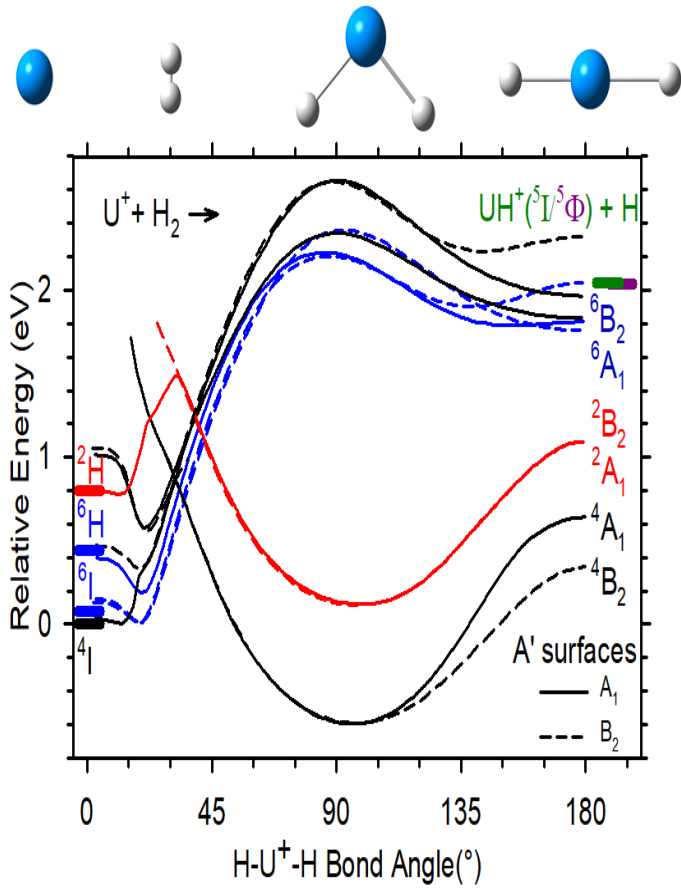 U⁺+ H₂ →
UH⁺(⁵I/⁵Φ) + H
2
1
0
Relative Energy (eV)
²H
⁶H
⁶I
⁴I
⁶B₂
⁶A₁
²B₂
²A₁
⁴A₁
⁴B₂
A' surfaces
A₁
B₂
0 45 90 135 180
H-U⁺-H Bond Angle(°)